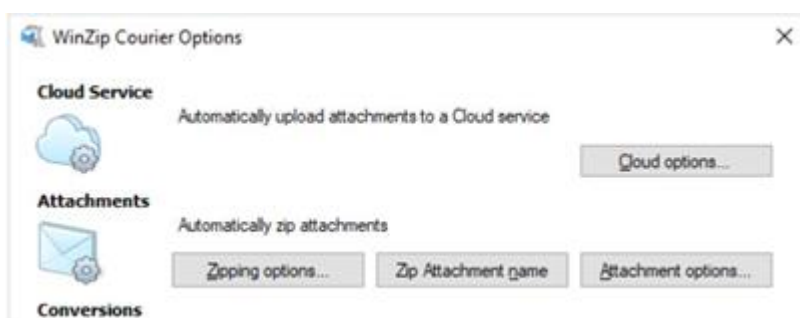 WinZip Courier Options
Cloud Service
Automatically upload attachments to a Cloud service
Cloud options...
Attachments
Automatically zip attachments
Zipping options... Zip Attachment name Attachment options...
Conversions